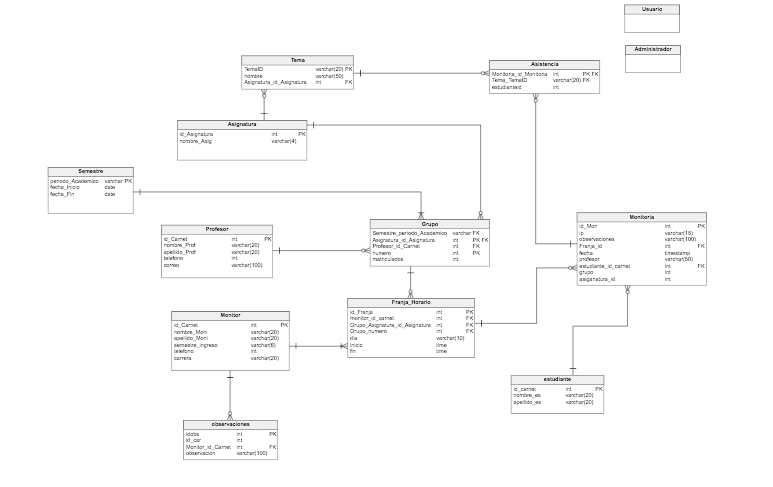 Usuario
Administrador
Tema
TemaID varchar(20) PK
nombre varchar(50)
Asignatura_id_Asignatura int FK
Asistencia
Monitoria_id_Monitoria int PK FK
Tema_TemaID varchar(20) FK
estudianteId int
Asignatura
id_Asignatura int PK
nombre_Asig varchar(4)
Semestre
periodo_Academico varchar PK
fecha_Inicio date
fecha_Fin date
Profesor
id_Carnet int PK
nombre_Prof varchar(20)
apellido_Prof varchar(20)
telefono int
correo varchar(100)
Grupo
Semestre_periodo_Academico varchar FK
Asignatura_id_Asignatura int PK FK
Profesor_id_Carnet int FK
numero int PK
matriculados int
Monitoria
id_Mon int PK
ip varchar(15)
observaciones varchar(100)
Franja_id int FK
fecha timestamp
profesor varchar(50)
estudiante_id_carnet int FK
grupo int
asiganatura_id int
Franja_Horario
id_Franja int PK
monitor_id_carnet int FK
Grupo_Asignatura_id_Asignatura int FK
Grupo_numero int FK
dia varchar(10)
inicio time
fin time
Monitor
id_Carnet int PK
nombre_Moni varchar(20)
apellido_Moni varchar(20)
semestre_ingreso varchar(6)
telefono int
carrera varchar(20)
estudiante
id_carnet int PK
nombre_es varchar(20)
apellido_es varchar(20)
observaciones
idobs int PK
id_car int
Monitor_id_Carnet int FK
observacion varchar(100)